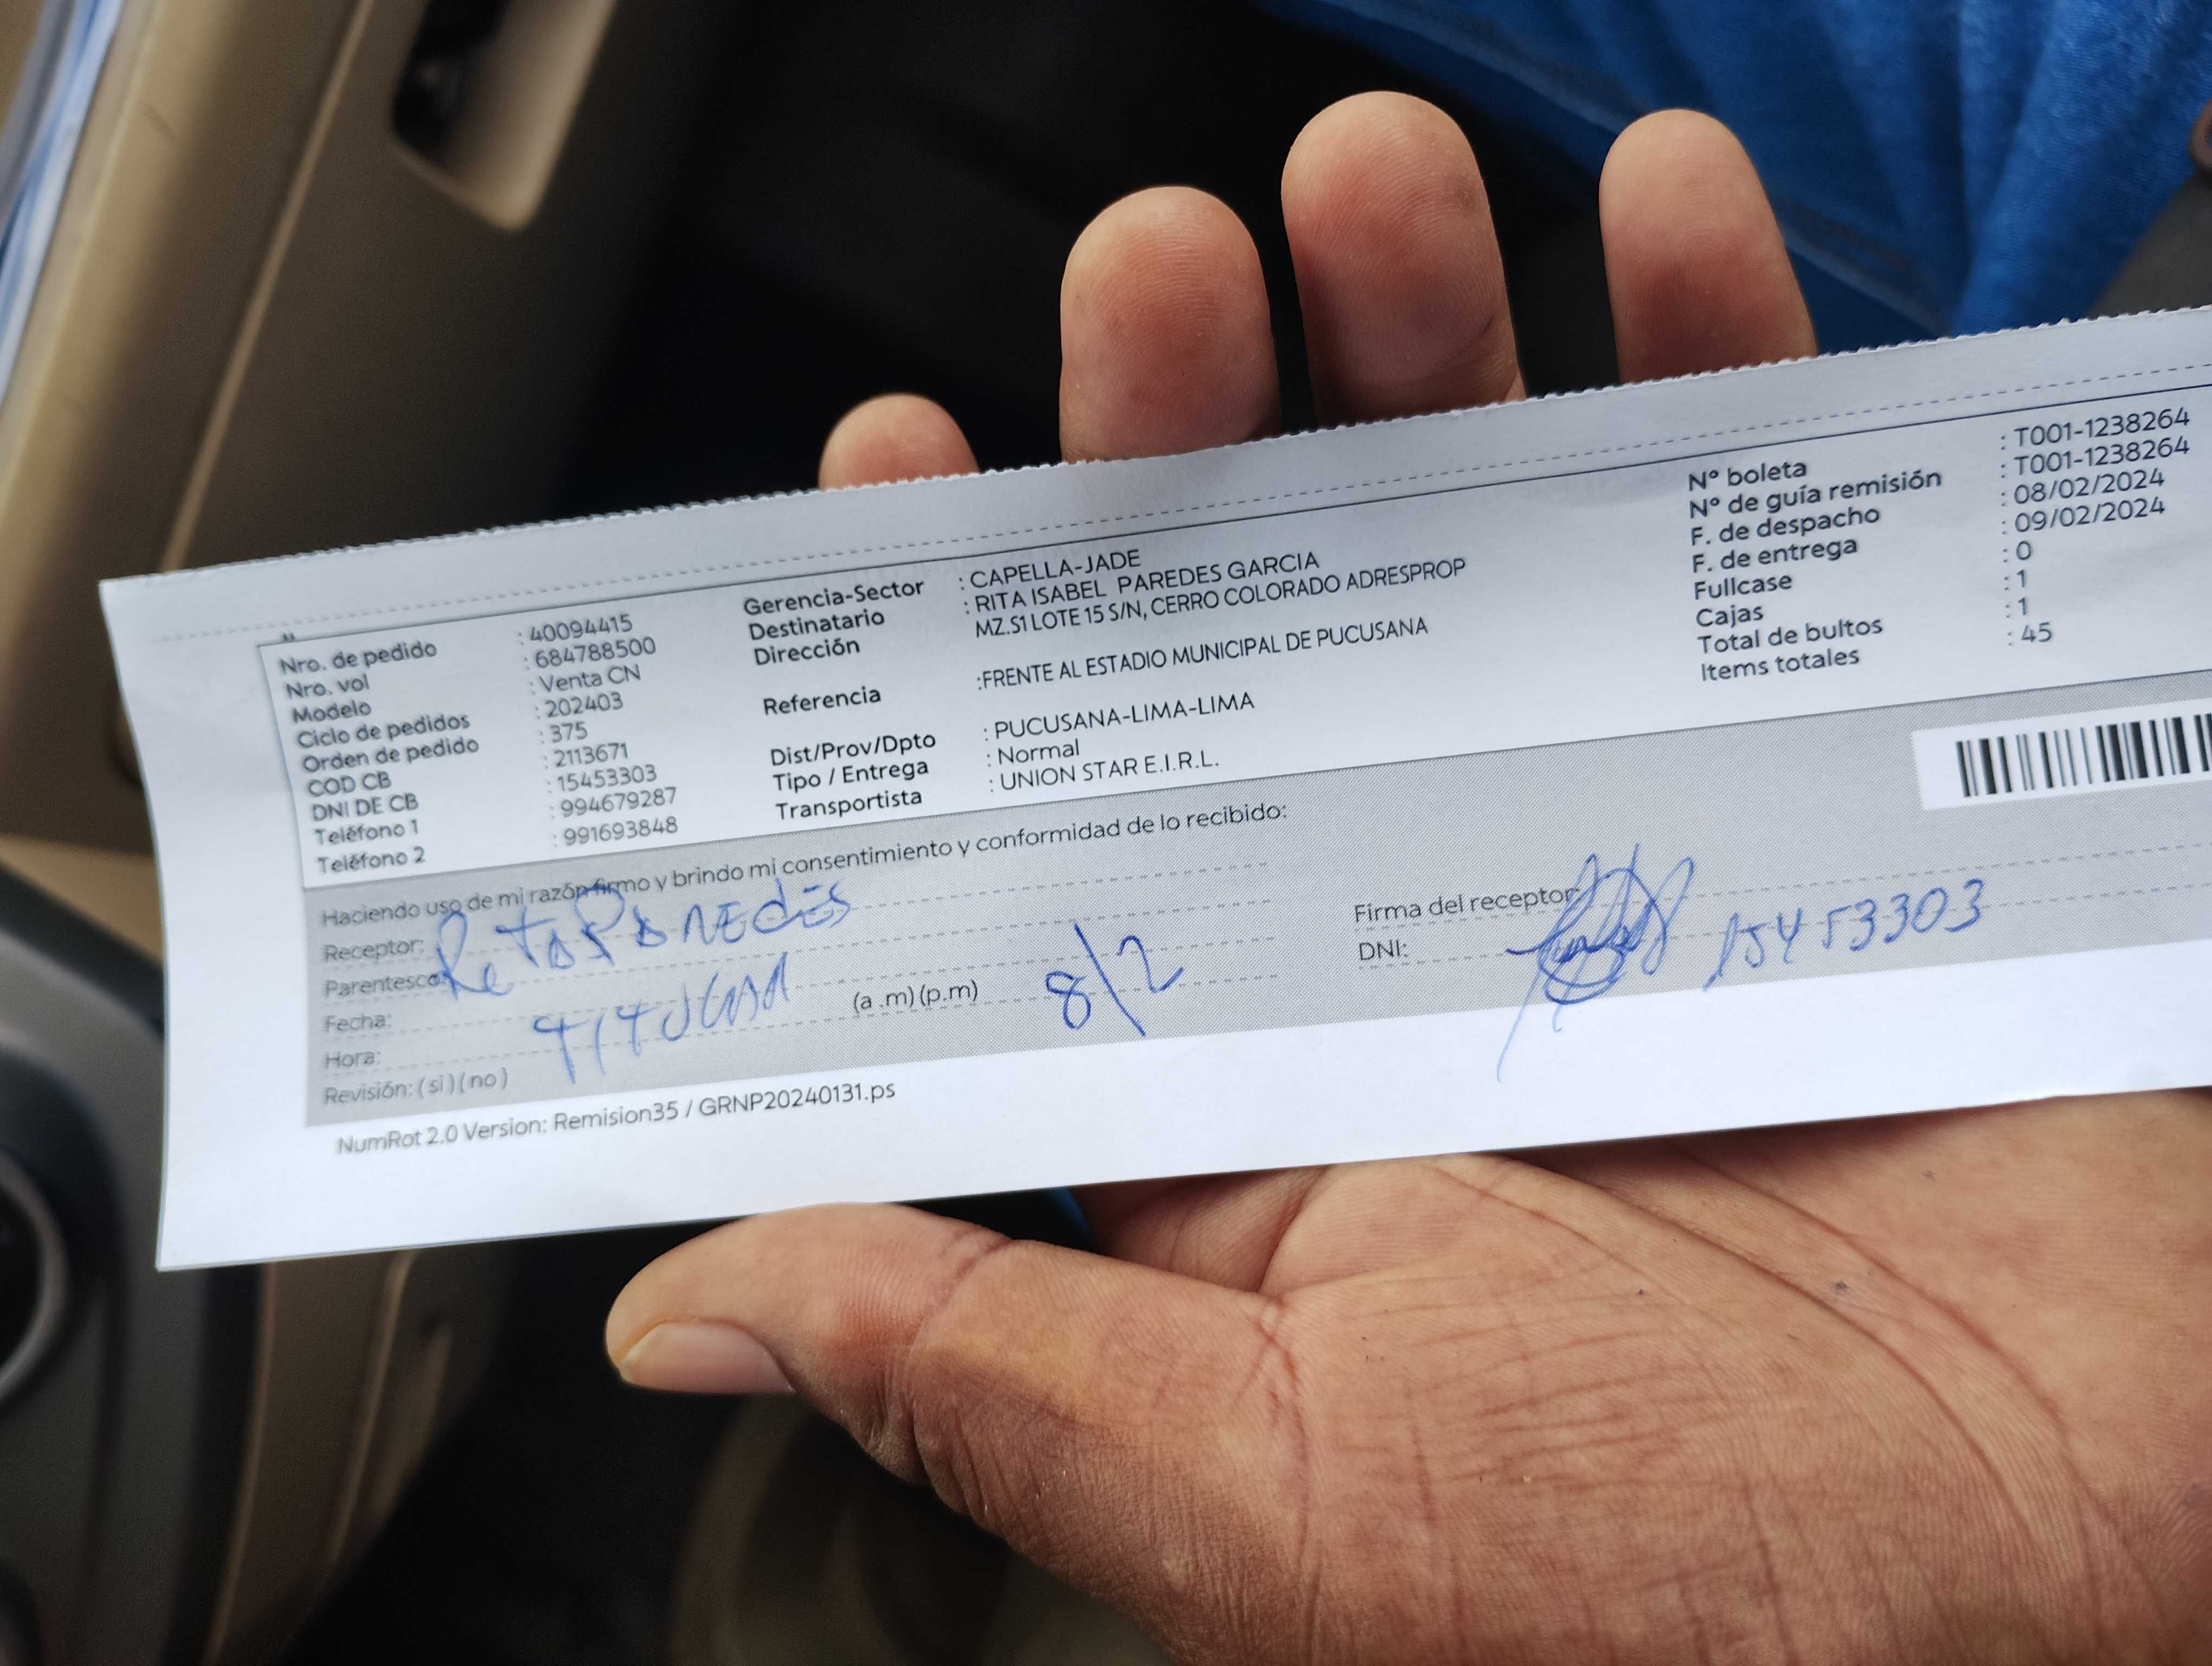 Nro. de pedido : 40094415
Nro. vol : 684788500
Modelo : Venta CN
Ciclo de pedidos : 202403
Orden de pedido : 375
COD CB : 2113671
DNI DE CB : 15453303
Teléfono 1 : 994679287
Teléfono 2 : 991693848
Gerencia-Sector : CAPELLA-JADE
Destinatario : RITA ISABEL PAREDES GARCIA
Dirección MZ.S1 LOTE 15 S/N, CERRO COLORADO ADRESPROP
Referencia :FRENTE AL ESTADIO MUNICIPAL DE PUCUSANA
Dist/Prov/Dpto : PUCUSANA-LIMA-LIMA
Tipo / Entrega : Normal
Transportista : UNION STAR E.I.R.L.
Nº boleta : T001-1238264
Nº de guía remisión : T001-1238264
F. de despacho : 08/02/2024
F. de entrega : 09/02/2024
Fullcase : 0
Cajas : 1
Total de bultos : 1
Items totales : 45
Haciendo uso de mi razón firmo y brindo mi consentimiento y conformidad de lo recibido:
Receptor:
Parentesco: Paredes
Fecha:
Hora: (a .m) (p.m) 8/2
Revisión: ( si ) ( no )
Firma del receptor:
DNI: 15453303
NumRot 2.0 Version: Remision35 / GRNP20240131.ps